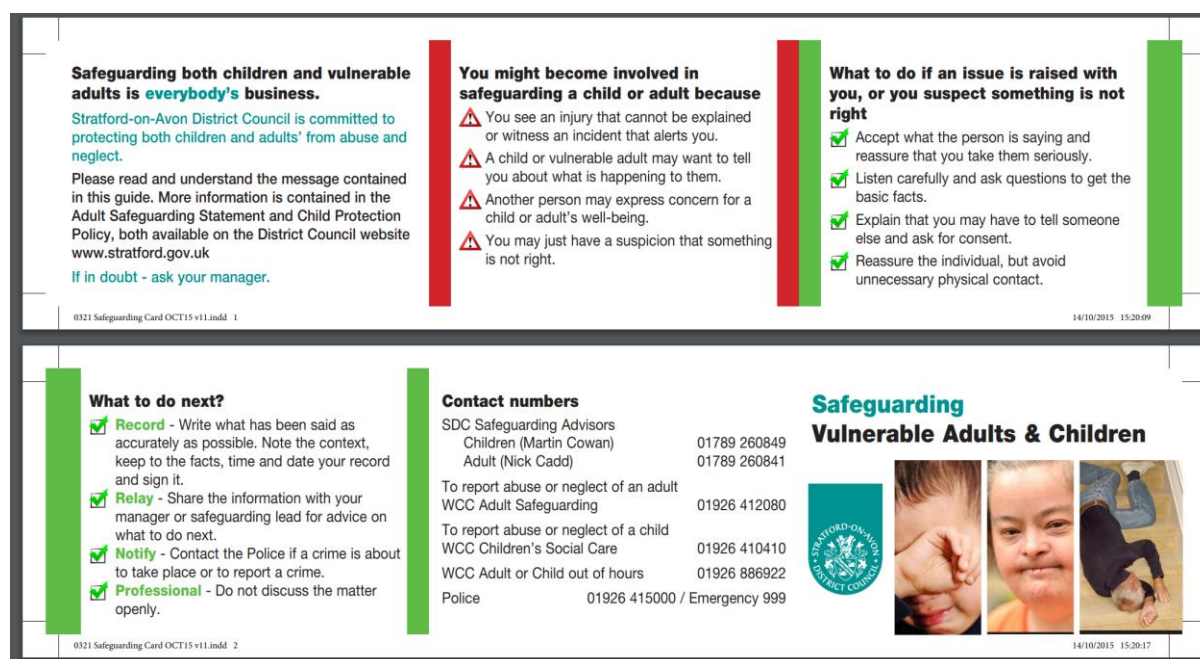 Safeguarding both children and vulnerable
adults is everybody's business.
Stratford-on-Avon District Council is committed to
protecting both children and adults' from abuse and
neglect.
Please read and understand the message contained
in this guide. More information is contained in the
Adult Safeguarding Statement and Child Protection
Policy, both available on the District Council website
www.stratford.gov.uk
If in doubt - ask your manager.
You might become involved in
safeguarding a child or adult because
You see an injury that cannot be explained
or witness an incident that alerts you.
A child or vulnerable adult may want to tell
you about what is happening to them.
Another person may express concern for a
child or adult's well-being.
You may just have a suspicion that something
is not right.
What to do if an issue is raised with
you, or you suspect something is not
right
Accept what the person is saying and
reassure that you take them seriously.
Listen carefully and ask questions to get the
basic facts.
Explain that you may have to tell someone
else and ask for consent.
Reassure the individual, but avoid
unnecessary physical contact.
0321 Safeguarding Card OCT15 v11.indd 1
14/10/2015 15:20:09
What to do next?
Record - Write what has been said as
accurately as possible. Note the context,
keep to the facts, time and date your record
and sign it.
Relay - Share the information with your
manager or safeguarding lead for advice on
what to do next.
Notify - Contact the Police if a crime is about
to take place or to report a crime.
Professional - Do not discuss the matter
openly.
Contact numbers
SDC Safeguarding Advisors
Children (Martin Cowan) 01789 260849
Adult (Nick Cadd) 01789 260841
To report abuse or neglect of an adult
WCC Adult Safeguarding 01926 412080
To report abuse or neglect of a child
WCC Children's Social Care 01926 410410
WCC Adult or Child out of hours 01926 886922
Police 01926 415000 / Emergency 999
Safeguarding
Vulnerable Adults & Children
STRATFORD-ON-AVON
DISTRICT COUNCIL
0321 Safeguarding Card OCT15 v11.indd 2
14/10/2015 15:20:17